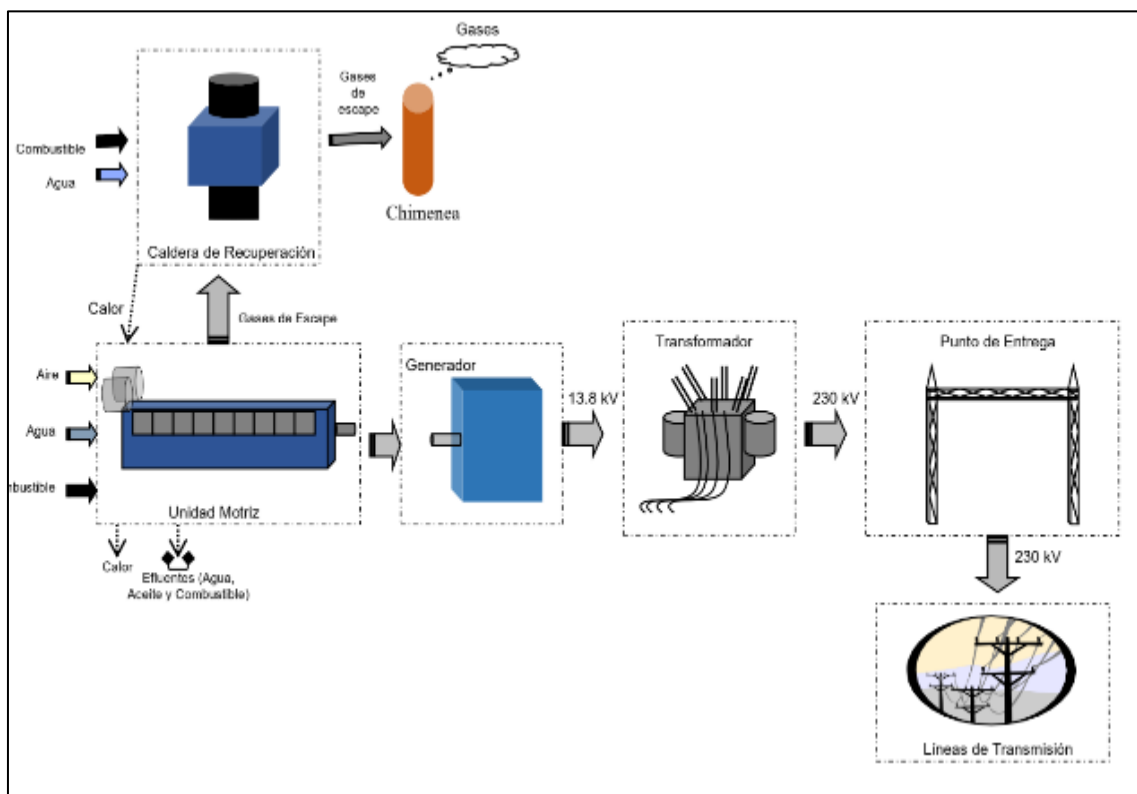 Gases
Gases
de
escape
Combustible
Agua
Chimenea
Caldera de Recuperación
Calor
Gases de Escape
Aire
Agua
mbustible
Unidad Motriz
Calor
Efluentes (Agua,
Aceite y Combustible)
Generador
13.8 kV
Transformador
230 kV
Punto de Entrega
230 kV
Líneas de Transmisión